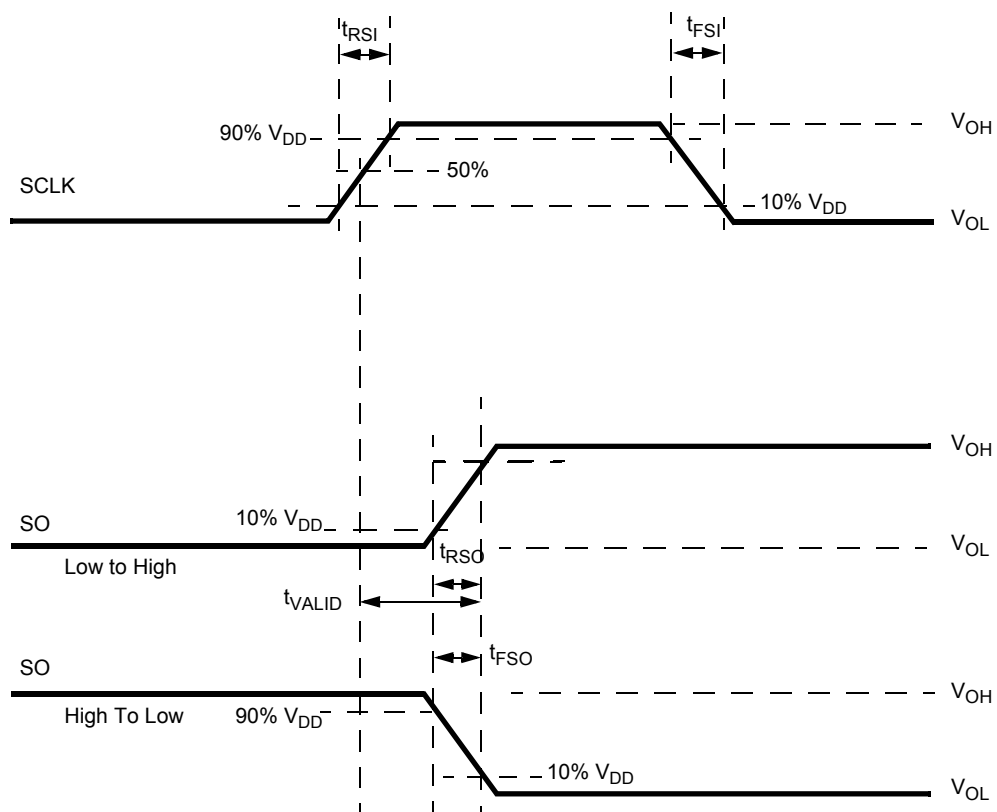 tRSI
tFSI
VOH
90% VDD
50%
SCLK
10% VDD
VOL
VOH
10% VDD
SO
tRSO
VOL
Low to High
tVALID
tFSO
SO
VOH
High To Low
90% VDD
10% VDD
VOL